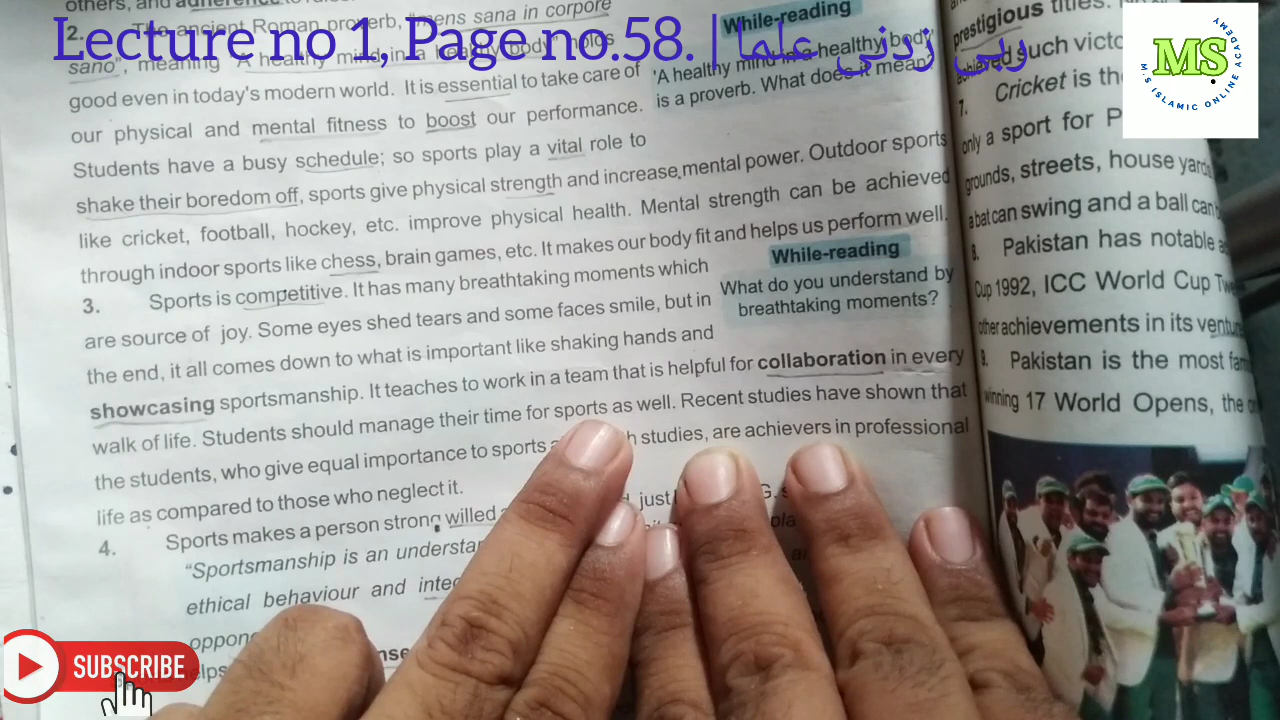 others, and adherence
Lecture no 1, Page no.58. | ربي زدني علما
2. The ancient Roman proverb, "mens sana in corpore
sano", meaning 'A healthy mind in a healthy body'
good even in today's modern world. It is essential to take care of
our physical and mental fitness to boost our performance.
Students have a busy schedule; so sports play a vital role to
shake their boredom off, sports give physical strength and increase mental power. Outdoor sports
like cricket, football, hockey, etc. improve physical health. Mental strength can be achieved
through indoor sports like chess, brain games, etc. It makes our body fit and helps us perform well.
While-reading
'A healthy mind in a healthy body'
is a proverb. What does it mean?
3. Sports is competitive. It has many breathtaking moments which
are source of joy. Some eyes shed tears and some faces smile, but in
the end, it all comes down to what is important like shaking hands and
showcasing sportsmanship. It teaches to work in a team that is helpful for collaboration in every
walk of life. Students should manage their time for sports as well. Recent studies have shown that
the students, who give equal importance to sports studies, are achievers in professional
life as compared to those who neglect it.
While-reading
What do you understand by
breathtaking moments?
4. Sports makes a person strong willed just G.
"Sportsmanship is an
ethical behaviour and
prestigious titles.
achieved such
7. Cricket is the
only a sport for
grounds, streets, house yards
a bat can swing and a ball can
8. Pakistan has notable
Cup 1992, ICC World Cup
other achievements in its
9. Pakistan is the most
winning 17 World Opens, the
MS
M.S ISLAMIC ONLINE ACADEMY
MY
SUBSCRIBE